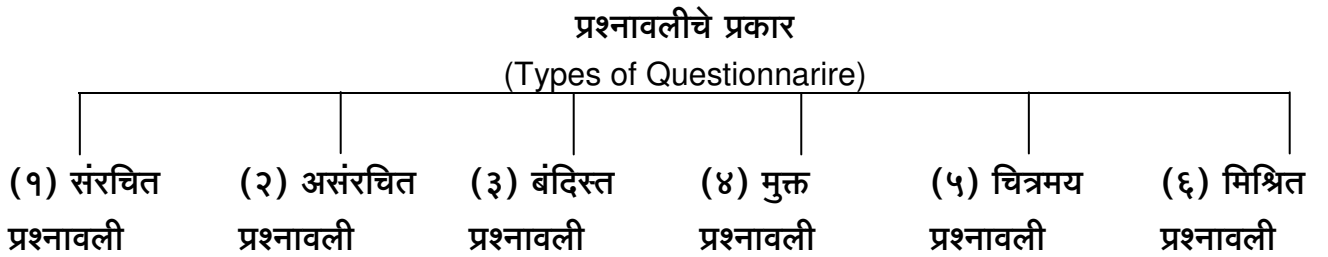 प्रश्नावलीचे प्रकार
(Types of Questionnarire)
(१) संरचित (२) असंरचित (३) बंदिस्त (४) मुक्त (५) चित्रमय (६) मिश्रित
प्रश्नावली प्रश्नावली प्रश्नावली प्रश्नावली प्रश्नावली प्रश्नावली